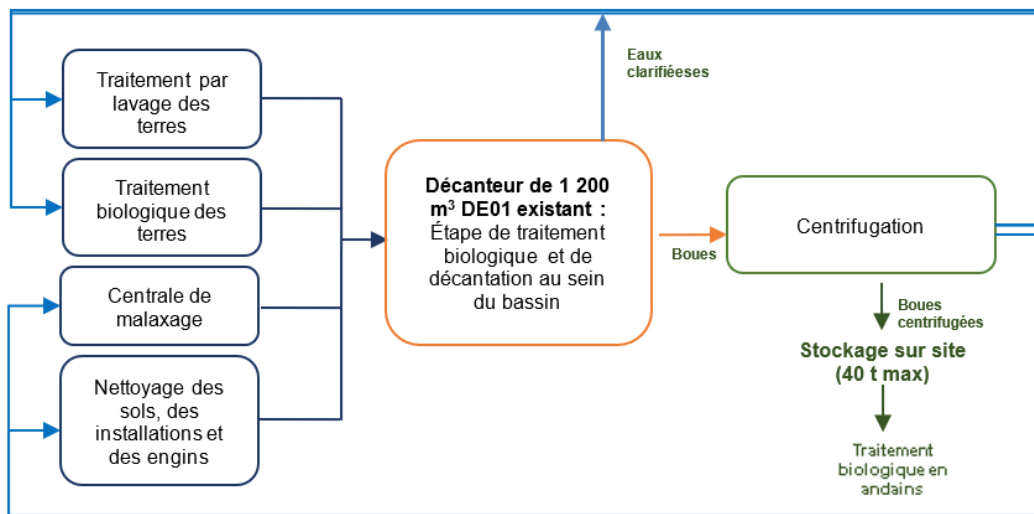 Traitement par
lavage des
terres
Traitement
biologique des
terres
Centrale de
malaxage
Nettoyage des
sols, des
installations et
des engins
Décanteur de 1 200
m³ DE01 existant :
Étape de traitement
biologique et de
décantation au sein
du bassin
Eaux
clarifiéeses
Boues
Centrifugation
Boues
centrifugées
Stockage sur site
(40 t max)
Traitement
biologique en
andains